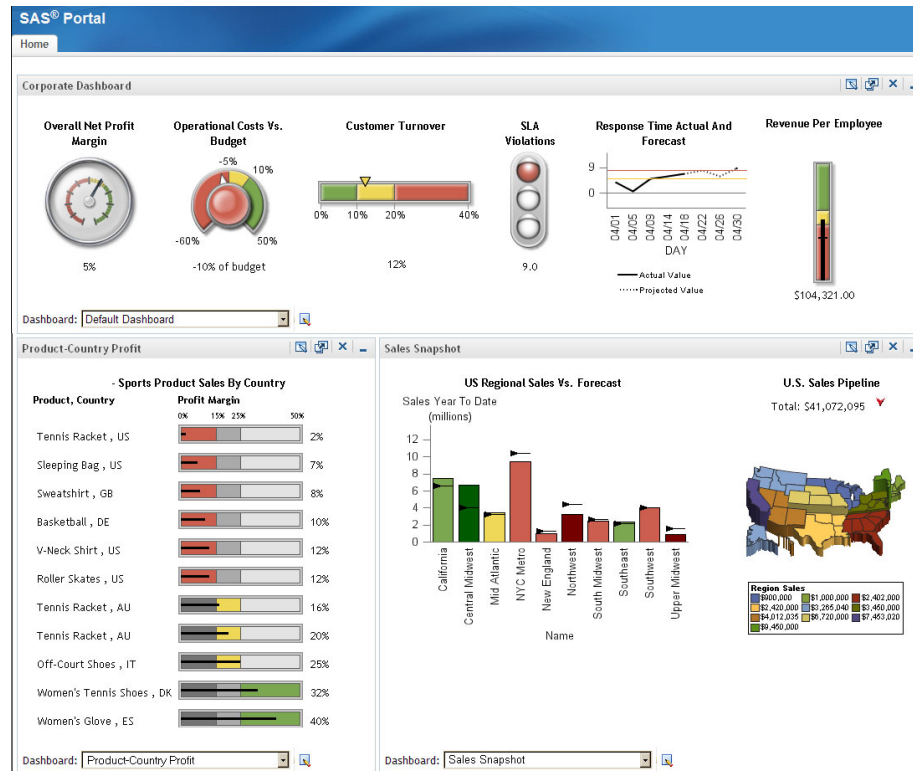 SAS® Portal
Home
Corporate Dashboard
Overall Net Profit
Margin
5%
Operational Costs Vs.
Budget
-5%
10%
-60%
50%
-10% of budget
Customer Turnover
0%
10%
20%
40%
12%
SLA
Violations
9.0
Response Time Actual And
Forecast
9
0
04/01
04/05
04/09
04/14
04/18
04/22
04/26
04/30
DAY
Actual Value
Projected Value
Revenue Per Employee
$104,321.00
Dashboard: Default Dashboard
Product-Country Profit
- Sports Product Sales By Country
Product, Country Profit Margin
0% 15% 25% 50%
Tennis Racket , US 2%
Sleeping Bag , US 7%
Sweatshirt , GB 8%
Basketball , DE 10%
V-Neck Shirt , US 12%
Roller Skates , US 12%
Tennis Racket , AU 16%
Tennis Racket , AU 20%
Off-Court Shoes , IT 25%
Women's Tennis Shoes , DK 32%
Women's Glove , ES 40%
Dashboard: Product-Country Profit
Sales Snapshot
US Regional Sales Vs. Forecast
Sales Year To Date
(millions)
12
10
8
6
4
2
0
California
Central Midwest
Mid Atlantic
NYC Metro
New England
Northwest
South Midwest
Southeast
Southwest
Upper Midwest
Name
U.S. Sales Pipeline
Total: $41,072,095
Region Sales
$900,000 $1,000,000 $2,402,000
$2,420,000 $3,265,040 $3,450,000
$4,012,035 $6,720,000 $7,453,020
$9,450,000
Dashboard: Sales Snapshot